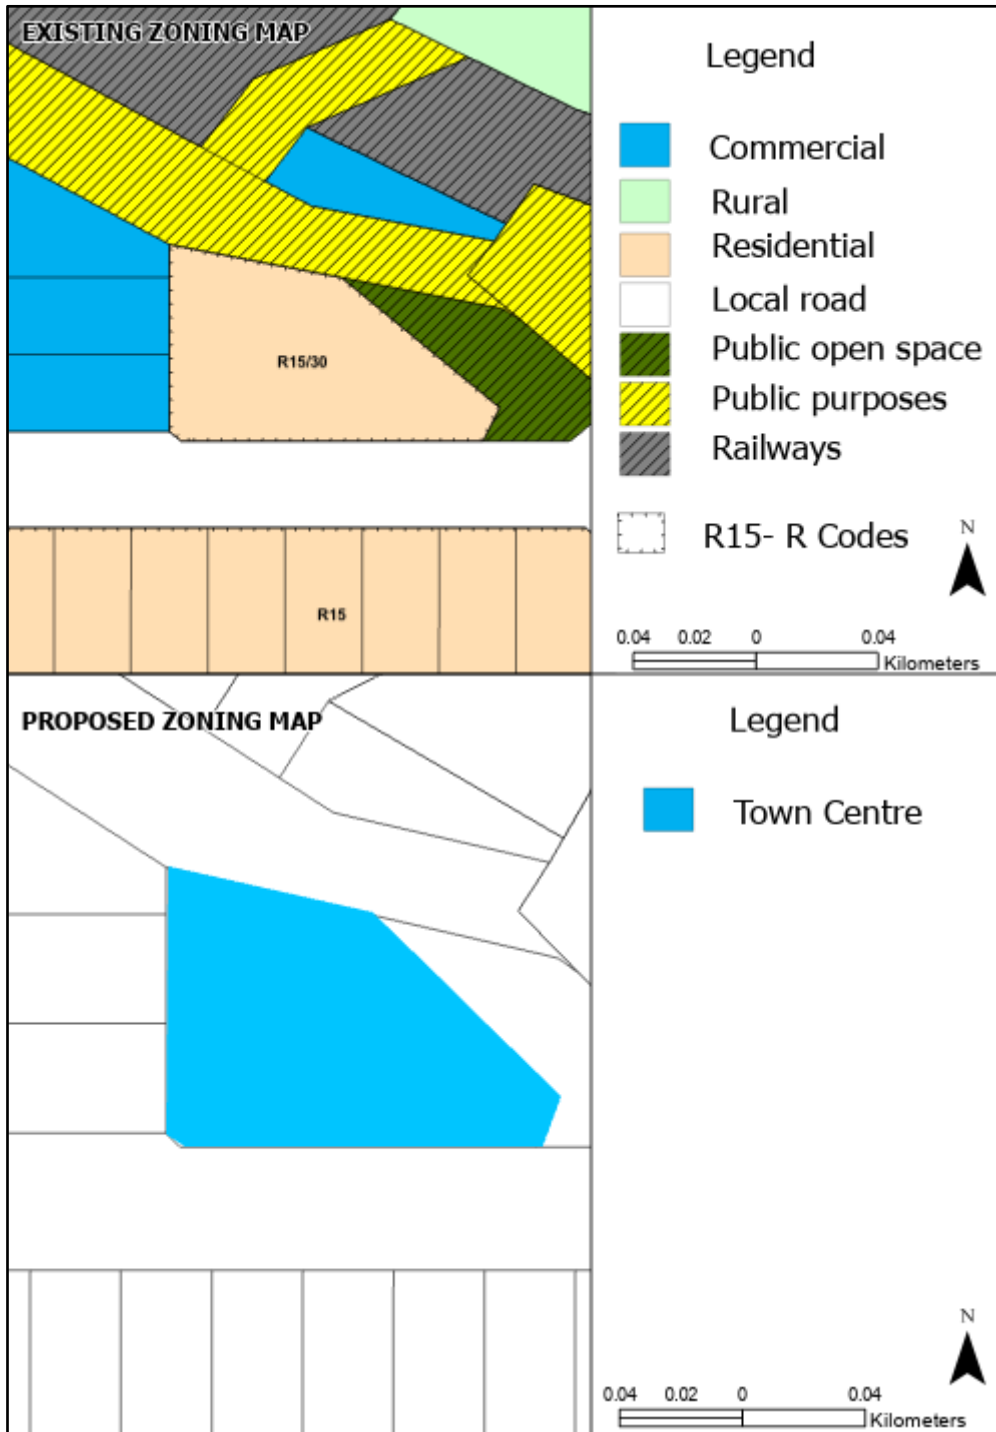 EXISTING ZONING MAP
Legend
Commercial
Rural
Residential
Local road
Public open space
Public purposes
Railways
R15- R Codes
R15/30
R15
N
0.04 0.02 0 0.04
Kilometers
PROPOSED ZONING MAP
Legend
Town Centre
N
0.04 0.02 0 0.04
Kilometers